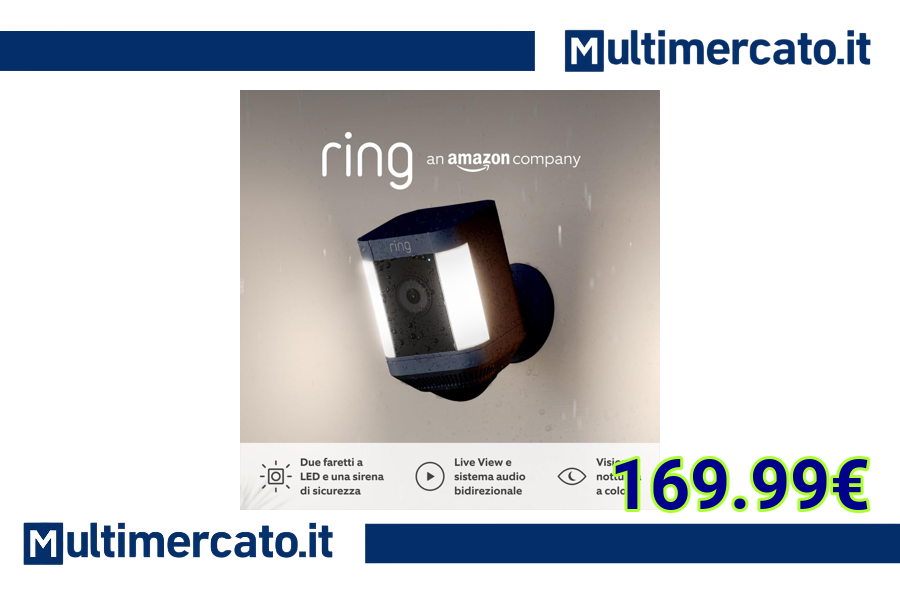 Multimercato.it
ring an amazon company
ring
Due faretti a
LED e una sirena
di sicurezza
Live View e
sistema audio
bidirezionale
a
169.99€
Multimercato.it